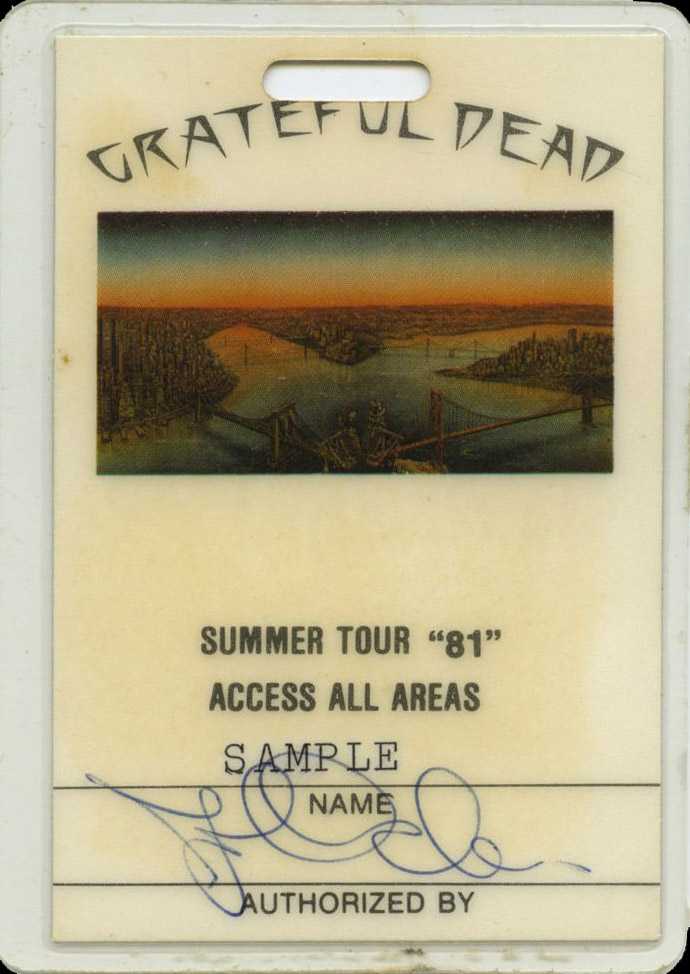 GRATEFUL DEAD
SUMMER TOUR “81”
ACCESS ALL AREAS
SAMPLE
NAME
AUTHORIZED BY